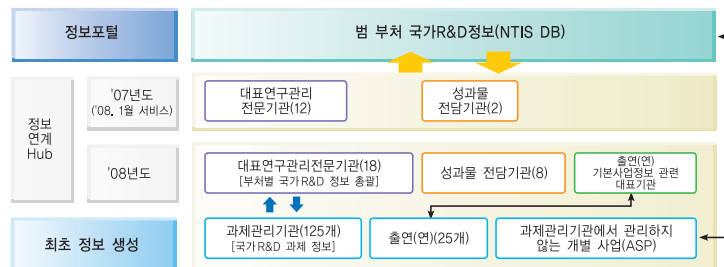 정보포털
범 부처 국가R&D정보(NTIS DB)
정보
연계
Hub
'07년도
('08. 1월 서비스)
대표연구관리
전문기관(12)
성과물
전담기관(2)
'08년도
대표연구관리전문기관(18)
[부처별 국가R&D 정보 총괄]
성과물 전담기관(8)
출연(연)
기본사업정보 관련
대표기관
최초 정보 생성
과제관리기관(125개)
[국가R&D 과제 정보]
출연(연)(25개)
과제관리기관에서 관리하지
않는 개별 사업(ASP)